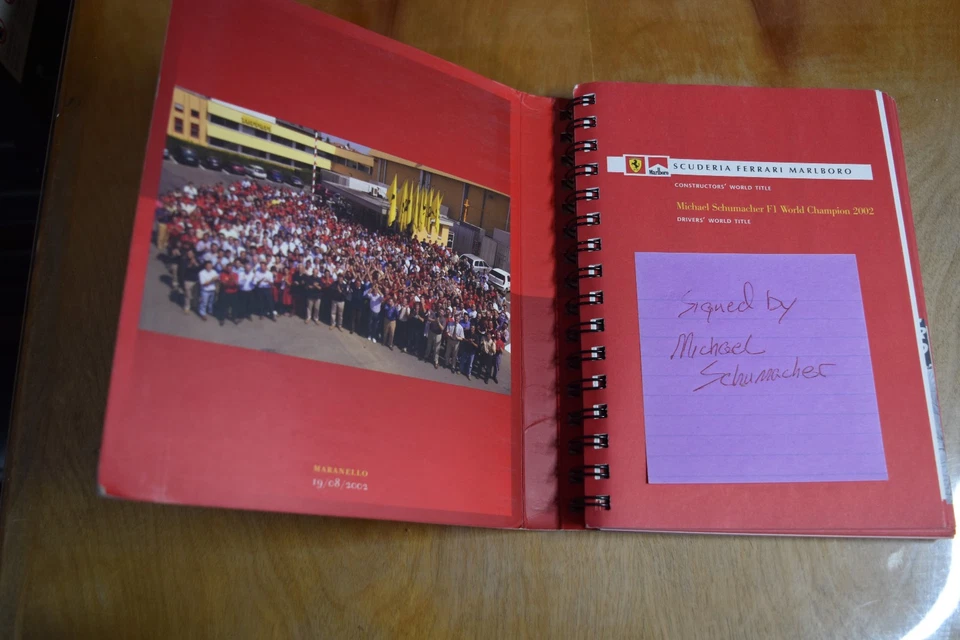 MARANELLO
19/08/2002
Marlboro
SCUDERIA FERRARI MARLBORO
CONSTRUCTORS' WORLD TITLE
Michael Schumacher F1 World Champion 2002
DRIVERS' WORLD TITLE
Signed by
Michael
Schumacher